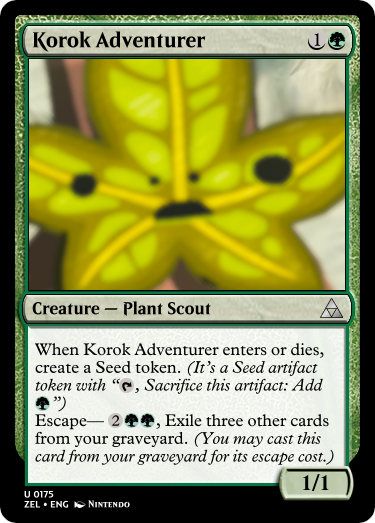 Korok Adventurer 1
Creature — Plant Scout
When Korok Adventurer enters or dies,
create a Seed token. (It's a Seed artifact
token with “, Sacrifice this artifact: Add
”)
Escape— 2, Exile three other cards
from your graveyard. (You may cast this
card from your graveyard for its escape cost.)
1/1
U 0175
ZEL • ENG Nintendo